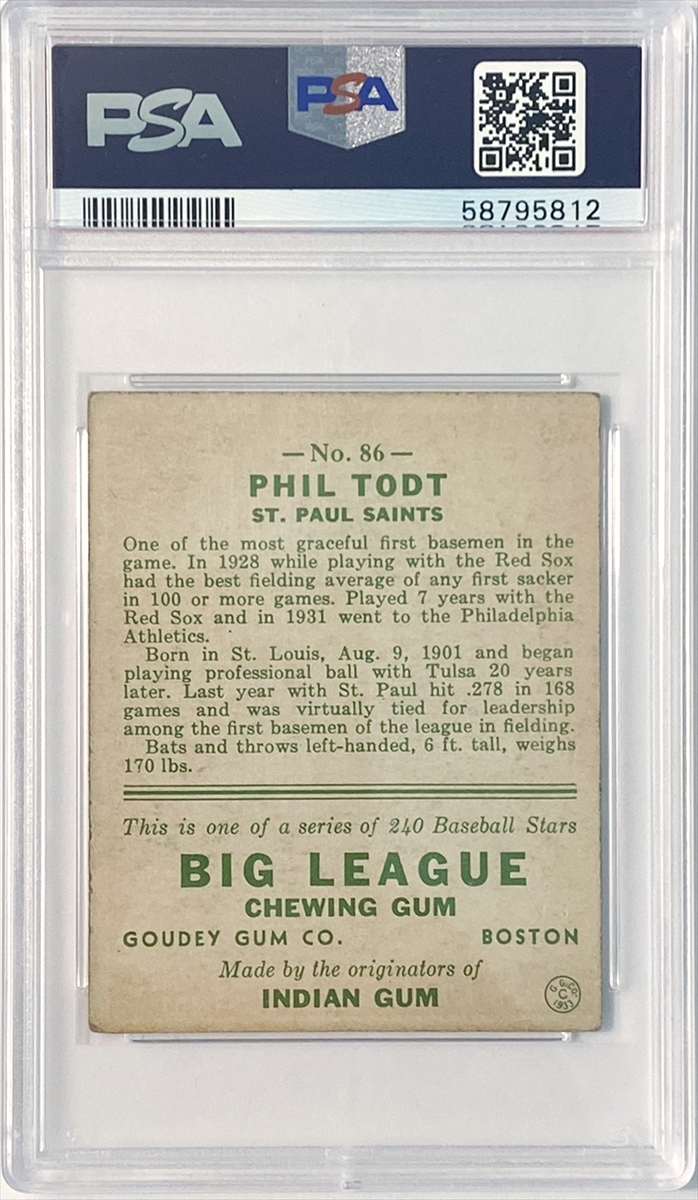 PSA
PSA
58795812
— No. 86 —
PHIL TODT
ST. PAUL SAINTS
One of the most graceful first basemen in the
game. In 1928 while playing with the Red Sox
had the best fielding average of any first sacker
in 100 or more games. Played 7 years with the
Red Sox and in 1931 went to the Philadelphia
Athletics.
Born in St. Louis, Aug. 9, 1901 and began
playing professional ball with Tulsa 20 years
later. Last year with St. Paul hit .278 in 168
games and was virtually tied for leadership
among the first basemen of the league in fielding.
Bats and throws left-handed, 6 ft. tall, weighs
170 lbs.
This is one of a series of 240 Baseball Stars
BIG LEAGUE
CHEWING GUM
GOUDEY GUM CO. BOSTON
Made by the originators of
INDIAN GUM
G. G. CO.
C
1933